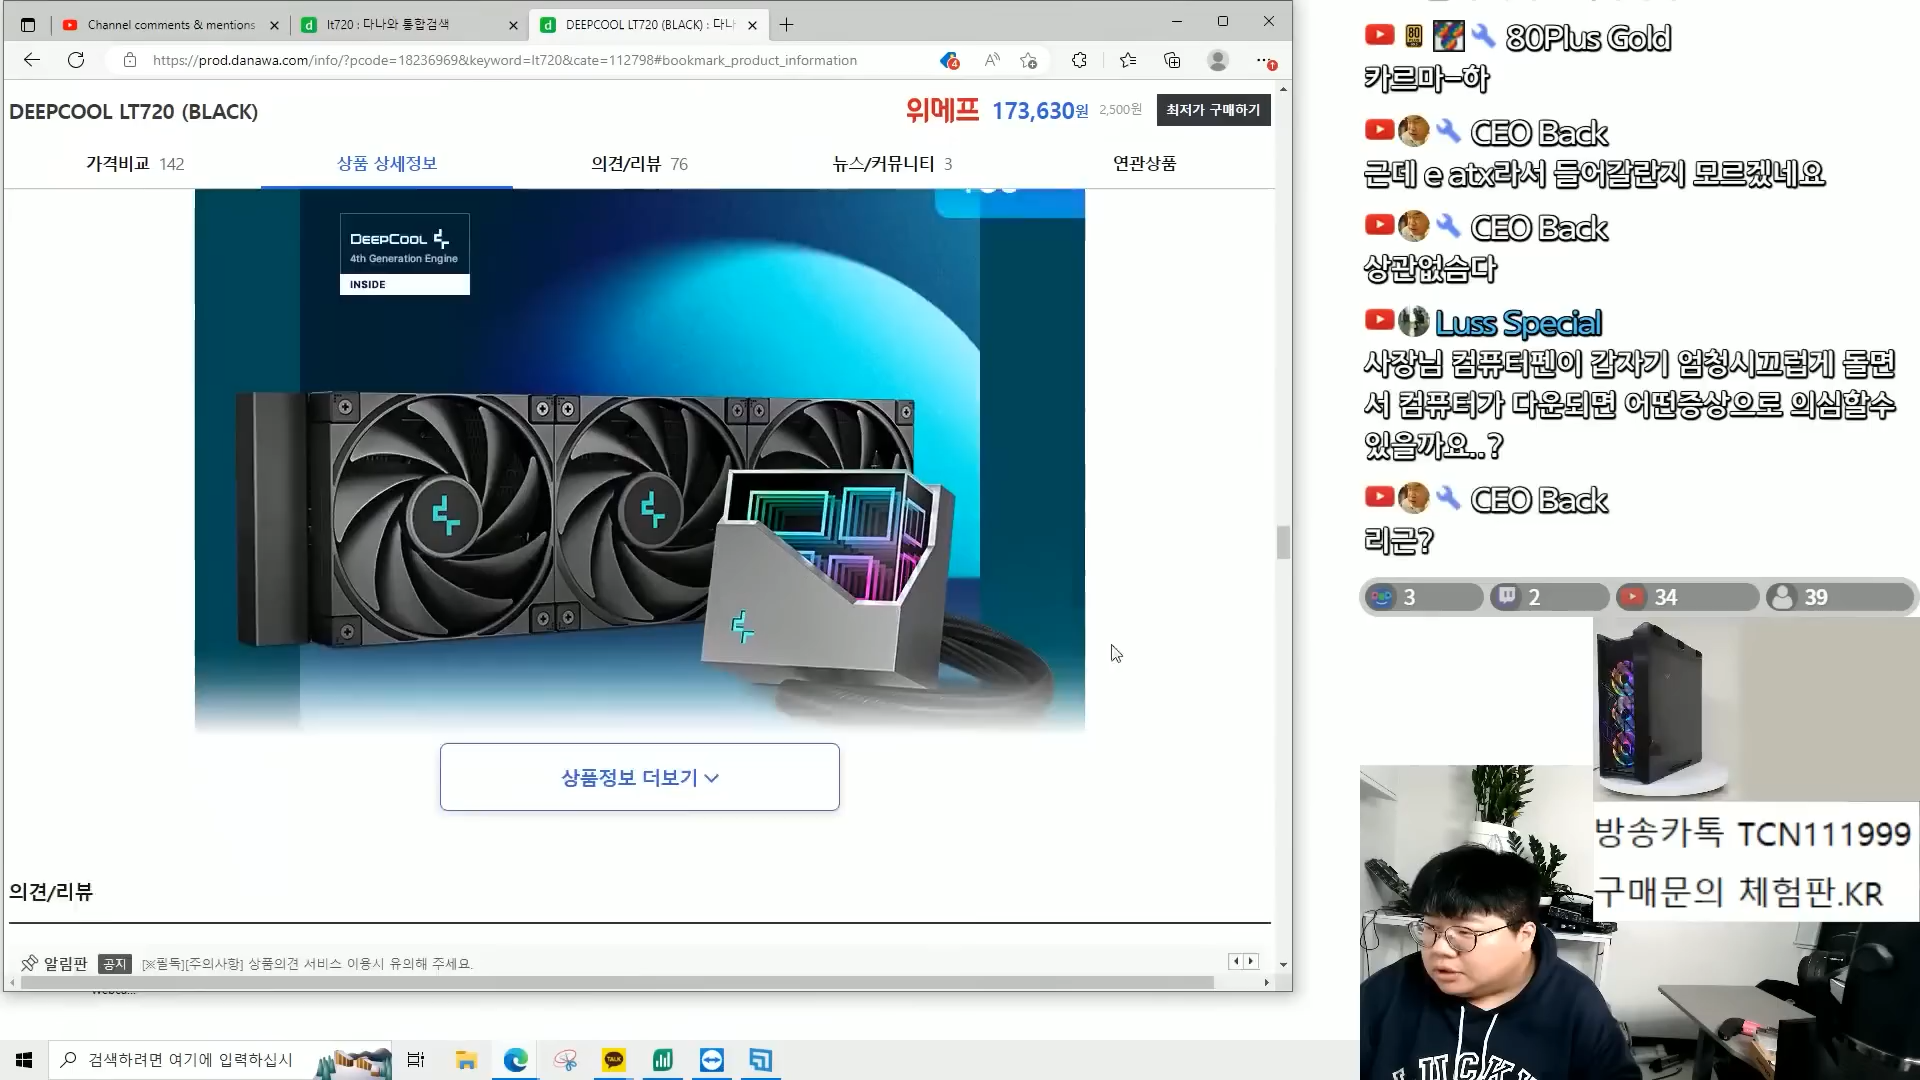 Channel comments & mentions
lt720 : 다나와 통합검색
DEEPCOOL LT720 (BLACK) : 다나
https://prod.danawa.com/info/?pcode=18236969&keyword=lt720&cate=112798#bookmark_product_information
4
DEEPCOOL LT720 (BLACK)
위메프 173,630원 2,500원 최저가 구매하기
가격비교 142
상품 상세정보
의견/리뷰 76
뉴스/커뮤니티 3
연관상품
DEEPCOOL
4th Generation Engine
INSIDE
상품정보 더보기
의견/리뷰
알림판 공지 [※필독][주의사항] 상품의견 서비스 이용시 유의해 주세요.
검색하려면 여기에 입력하십시
TALK
80 80Plus Gold
카르마-하
CEO Back
근데 e atx라서 들어갈란지 모르겠네요
CEO Back
상관없슴다
Luss Special
사장님 컴퓨터펜이 갑자기 엄청시끄럽게 돌면
서 컴퓨터가 다운되면 어떤증상으로 의심할수
있을까요..?
CEO Back
리근?
3
2
34
39
방송카톡 TCN111999
구매문의 체험판.KR
LUCKY